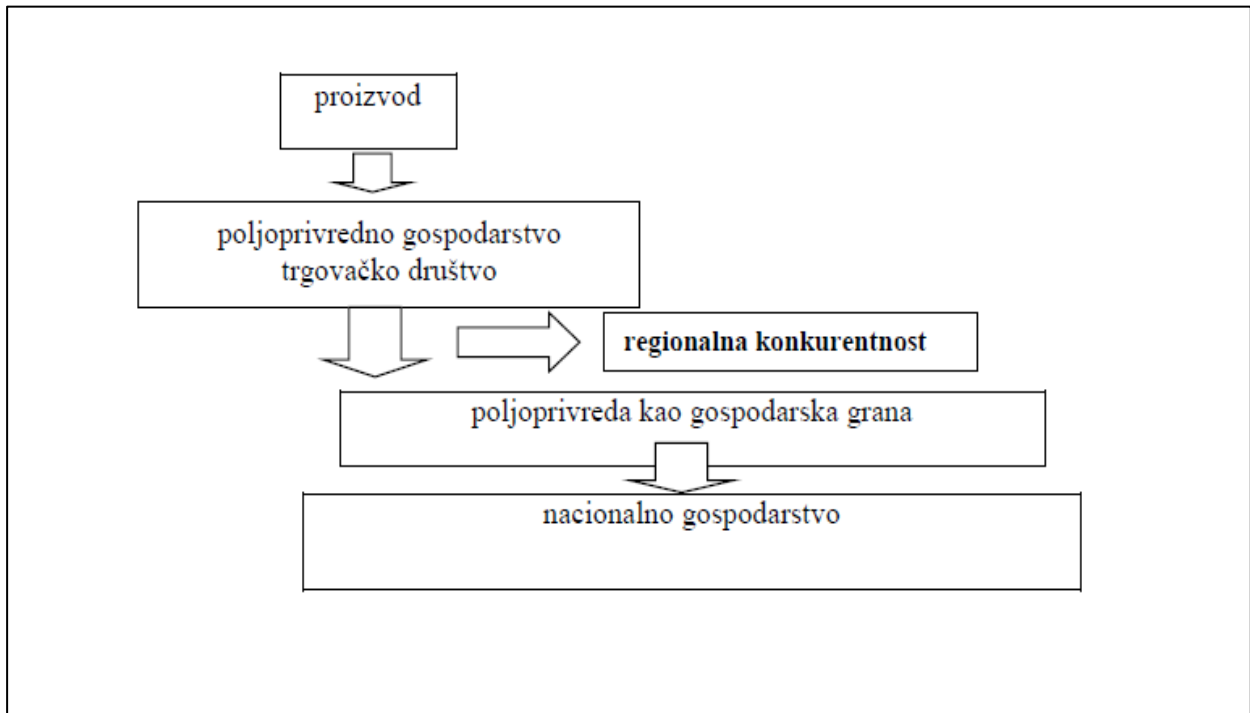 proizvod
poljoprivredno gospodarstvo
trgovačko društvo
regionalna konkurentnost
poljoprivreda kao gospodarska grana
nacionalno gospodarstvo